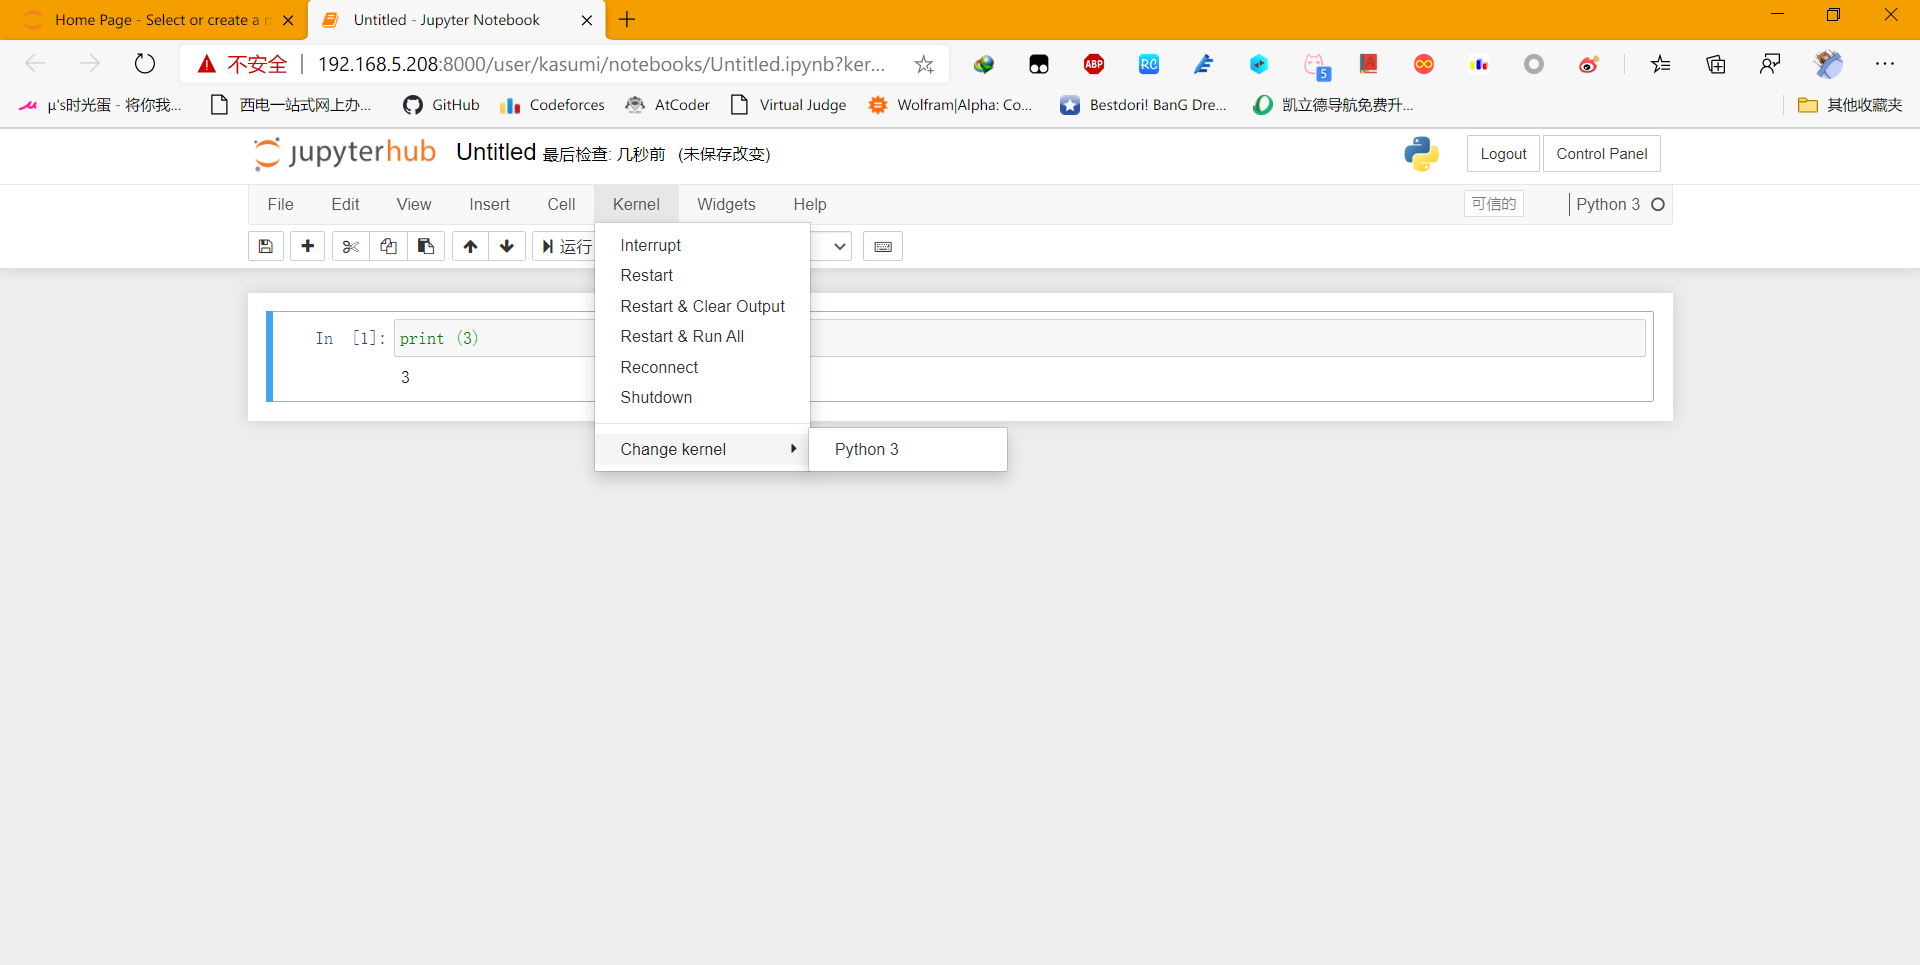 Home Page - Select or create a n
Untitled - Jupyter Notebook
不安全 | 192.168.5.208:8000/user/kasumi/notebooks/Untitled.ipynb?ker...
ABP
RC
5
μ's时光蛋 - 将你我...
西电一站式网上办...
GitHub
Codeforces
AtCoder
Virtual Judge
Wolfram|Alpha: Co...
Bestdori! BanG Dre...
凯立德导航免费升...
其他收藏夹
jupyterhub Untitled 最后检查: 几秒前 (未保存改变)
Logout
Control Panel
File Edit View Insert Cell Kernel Widgets Help
可信的
Python 3
运行
Interrupt
Restart
Restart & Clear Output
Restart & Run All
Reconnect
Shutdown
Change kernel
Python 3
In [1]: print (3)
3